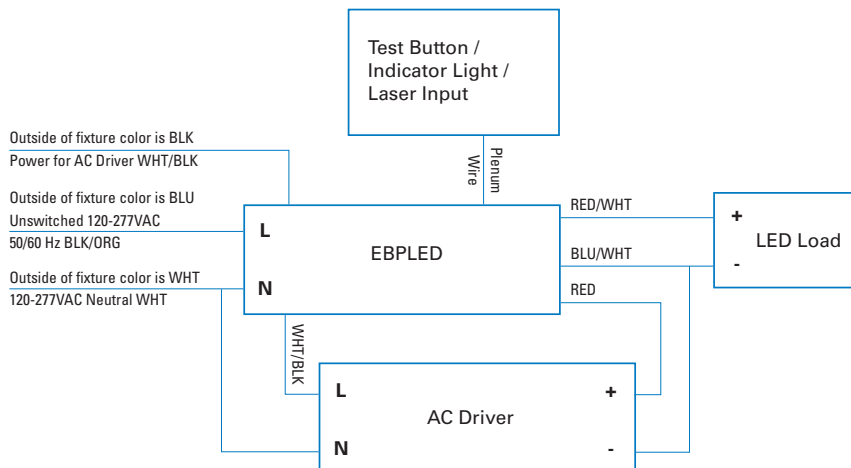 Test Button /
Indicator Light /
Laser Input
Outside of fixture color is BLK
Power for AC Driver WHT/BLK
Plenum
Wire
Outside of fixture color is BLU
Unswitched 120-277VAC
50/60 Hz BLK/ORG
Outside of fixture color is WHT
120-277VAC Neutral WHT
L
N
EBPLED
RED/WHT
BLU/WHT
RED
+
-
LED Load
WHT/BLK
L
N
AC Driver
+
-